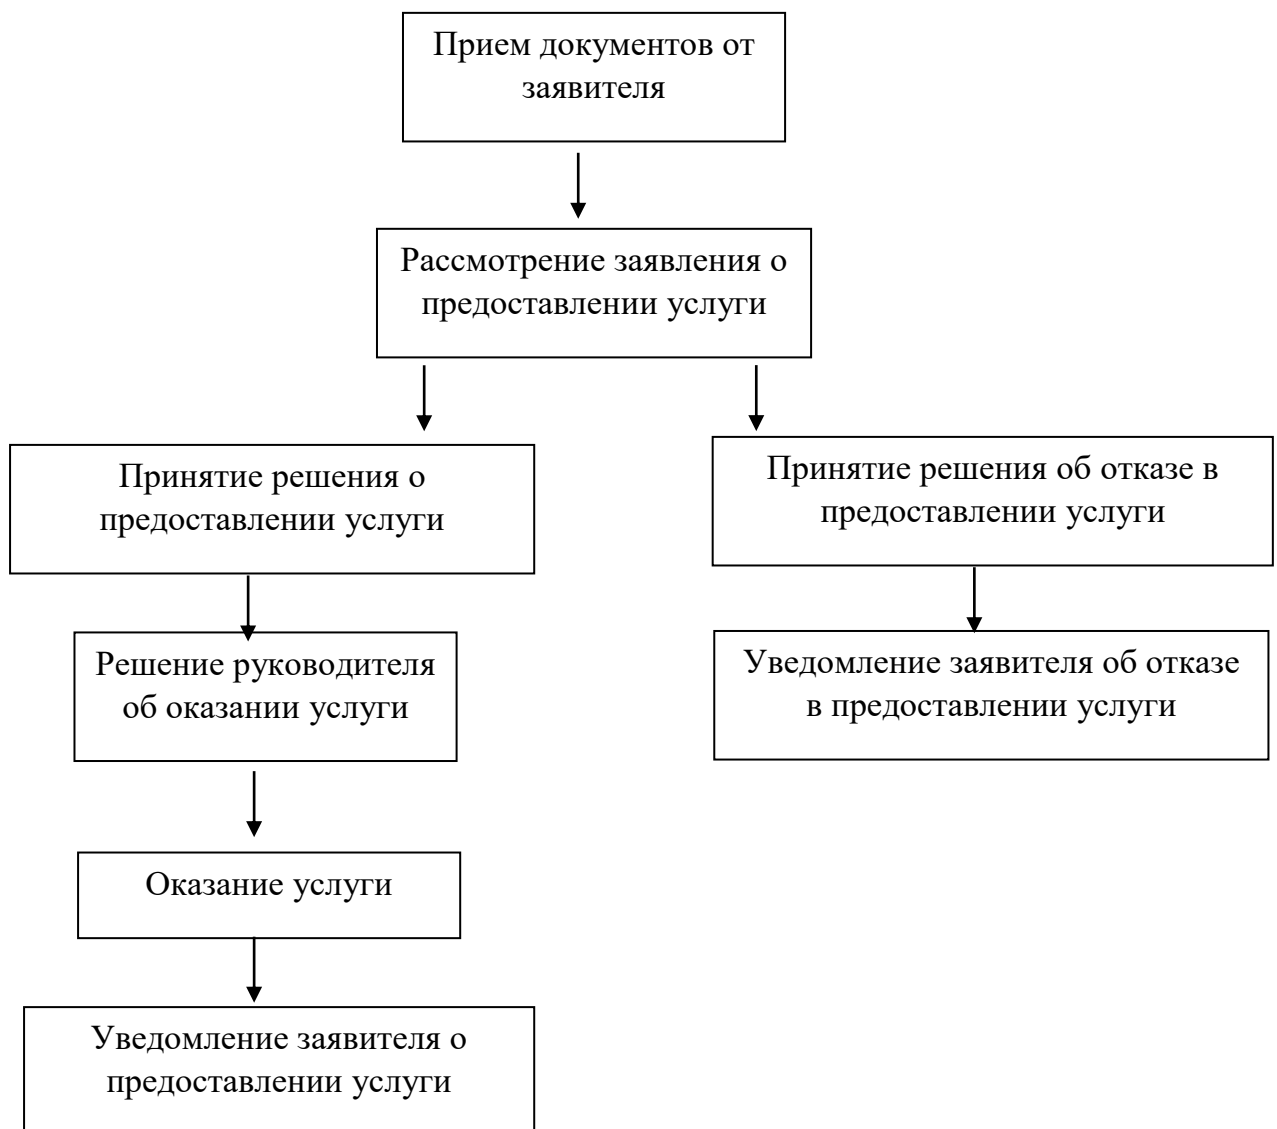 Прием документов от
заявителя
Рассмотрение заявления о
предоставлении услуги
Принятие решения о
предоставлении услуги
Принятие решения об отказе в
предоставлении услуги
Решение руководителя
об оказании услуги
Уведомление заявителя об отказе
в предоставлении услуги
Оказание услуги
Уведомление заявителя о
предоставлении услуги